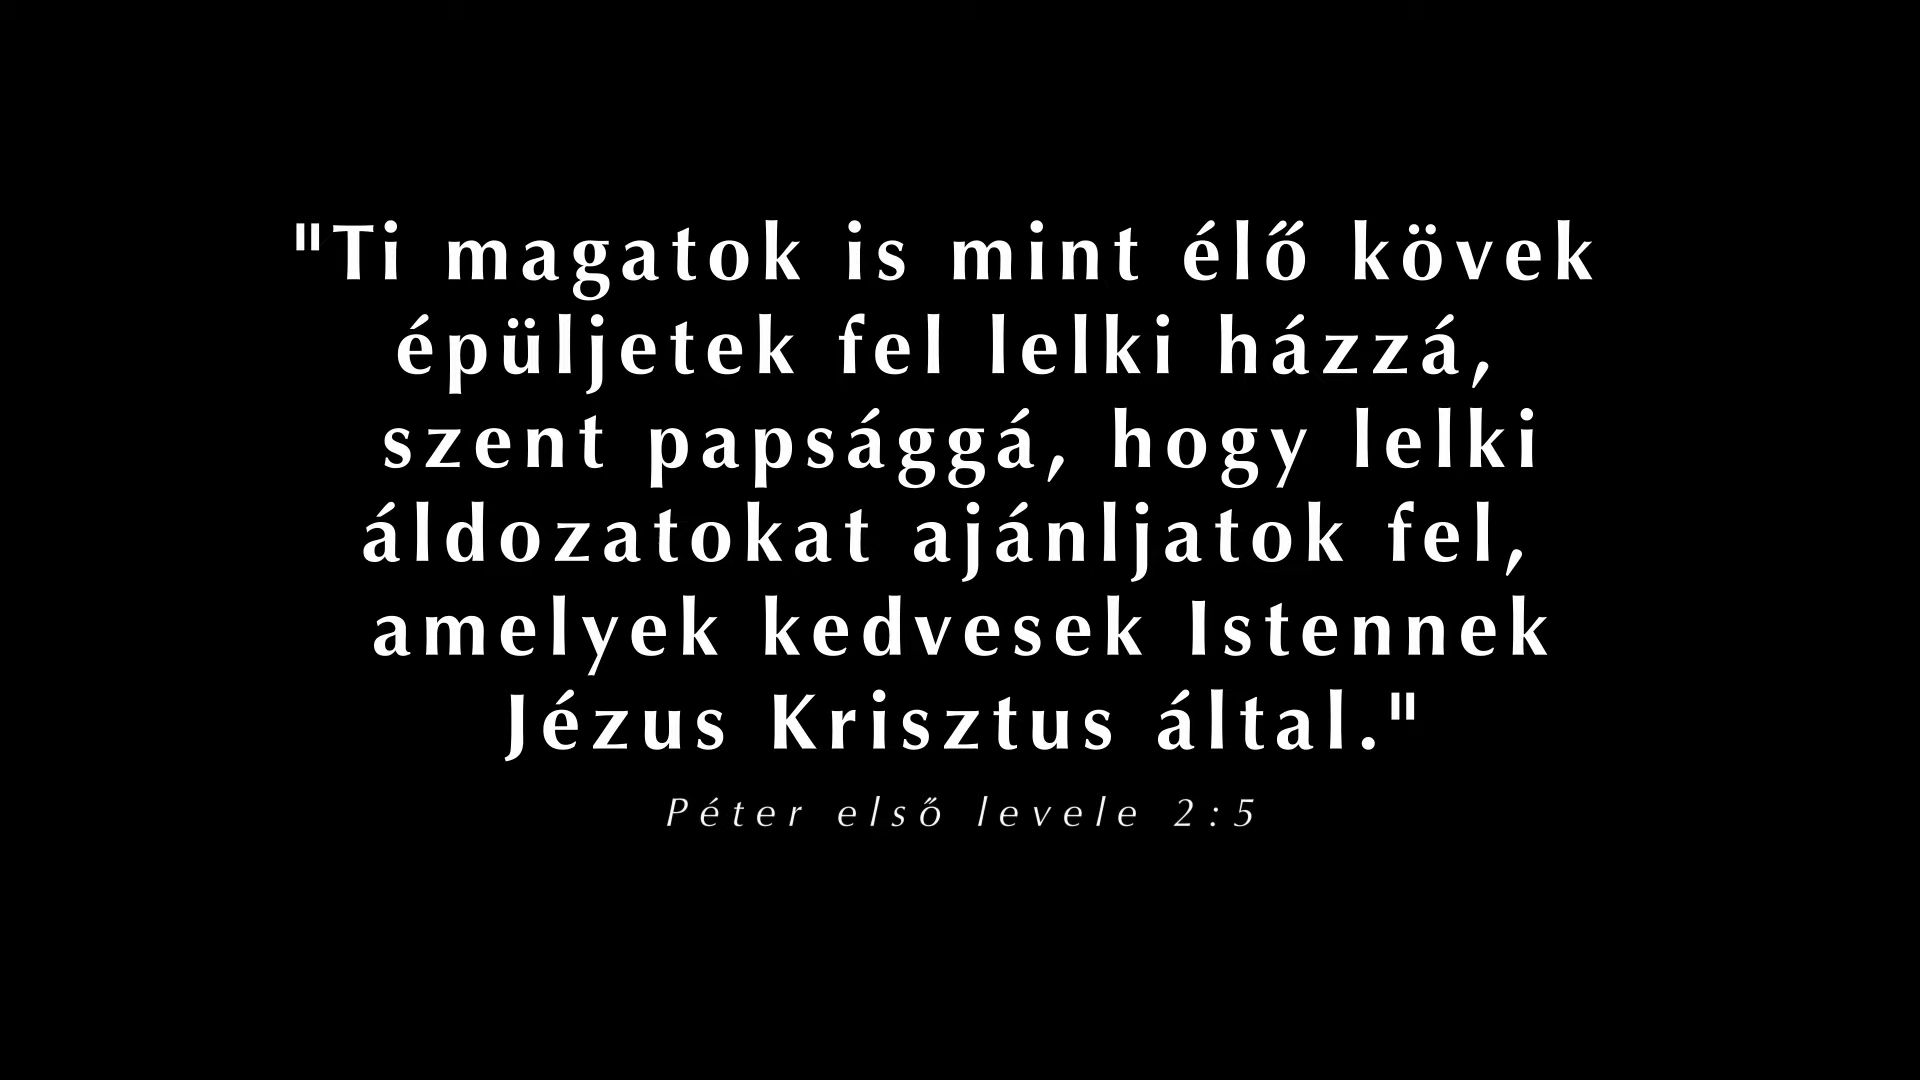 "Ti magatok is mint élő kövek
épüljetek fel lelki házzá,
szent papsággá, hogy lelki
áldozatokat ajánljatok fel,
amelyek kedvesek Istennek
Jézus Krisztus által."
Péter első levele 2:5